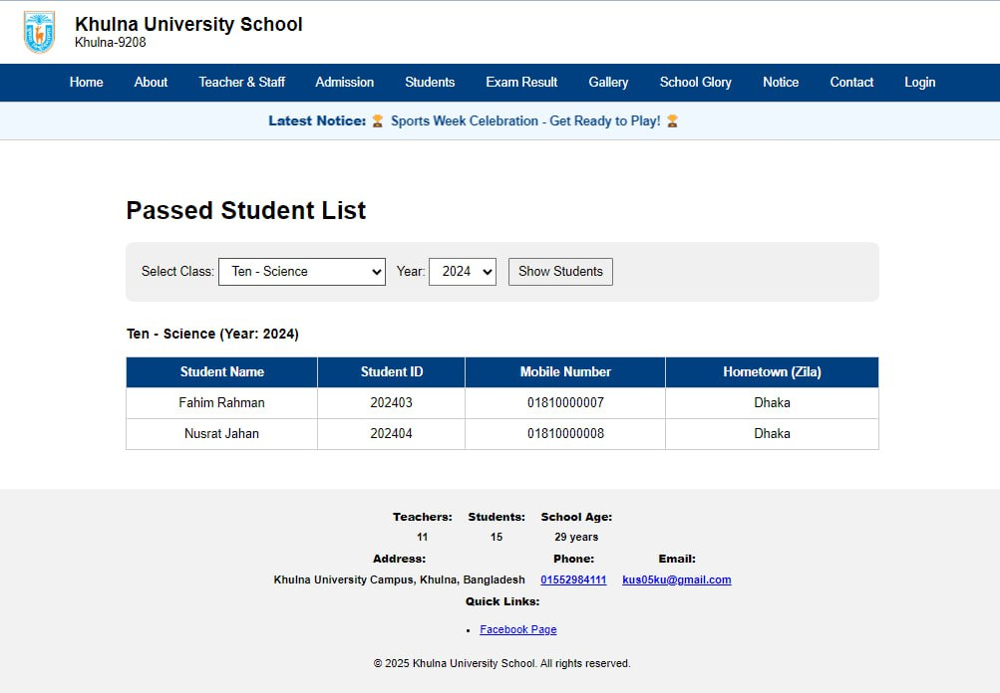 Khulna University School
Khulna-9208
Home About Teacher & Staff Admission Students Exam Result Gallery School Glory Notice Contact Login
Latest Notice: 🏆 Sports Week Celebration - Get Ready to Play! 🏆
Passed Student List
Select Class: Ten - Science Year: 2024 Show Students
Ten - Science (Year: 2024)
Student Name Student ID Mobile Number Hometown (Zila)
Fahim Rahman 202403 01810000007 Dhaka
Nusrat Jahan 202404 01810000008 Dhaka
Teachers: Students: School Age:
11 15 29 years
Address: Phone: Email:
Khulna University Campus, Khulna, Bangladesh 01552984111 kus05ku@gmail.com
Quick Links:
• Facebook Page
© 2025 Khulna University School. All rights reserved.